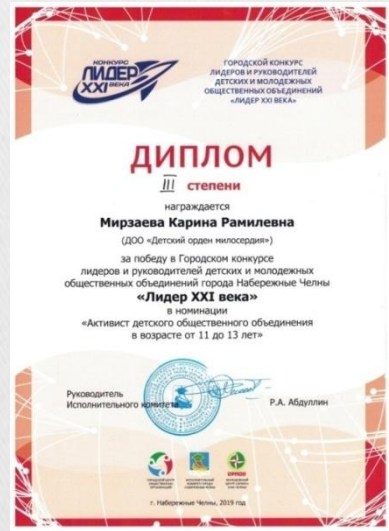 КОНКУРС
ЛИДЕР
XXI ВЕКА
ГОРОДСКОЙ КОНКУРС
ЛИДЕРОВ И РУКОВОДИТЕЛЕЙ
ДЕТСКИХ И МОЛОДЕЖНЫХ
ОБЩЕСТВЕННЫХ ОБЪЕДИНЕНИЙ
«ЛИДЕР XXI ВЕКА»
ДИПЛОМ
III степени
награждается
Мирзаева Карина Рамилевна
(ДОО «Детский орден милосердия»)
за победу в Городском конкурсе
лидеров и руководителей детских и молодежных
общественных объединений города Набережные Челны
«Лидер XXI века»
в номинации
«Активист детского общественного объединения
в возрасте от 11 до 13 лет»
Руководитель
Исполнительного комитета
Р.А. Абдуллин
г. Набережные Челны, 2019 год